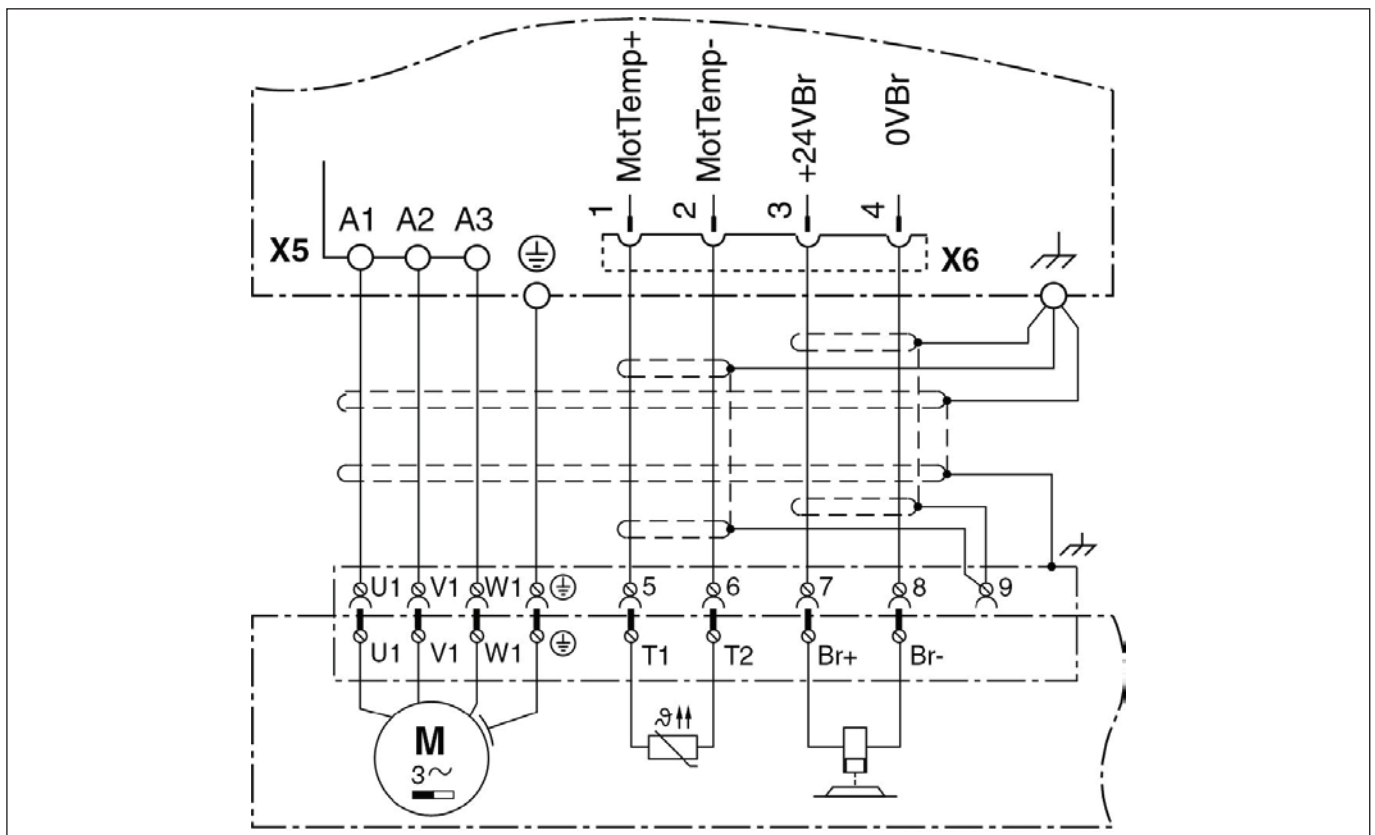 MotTemp+
MotTemp-
+24VBr
0VBr
1 2 3 4
A1 A2 A3
X5
X6
U1 V1 W1 5 6 7 8 9
U1 V1 W1 T1 T2 Br+ Br-
ϑ
M
3~